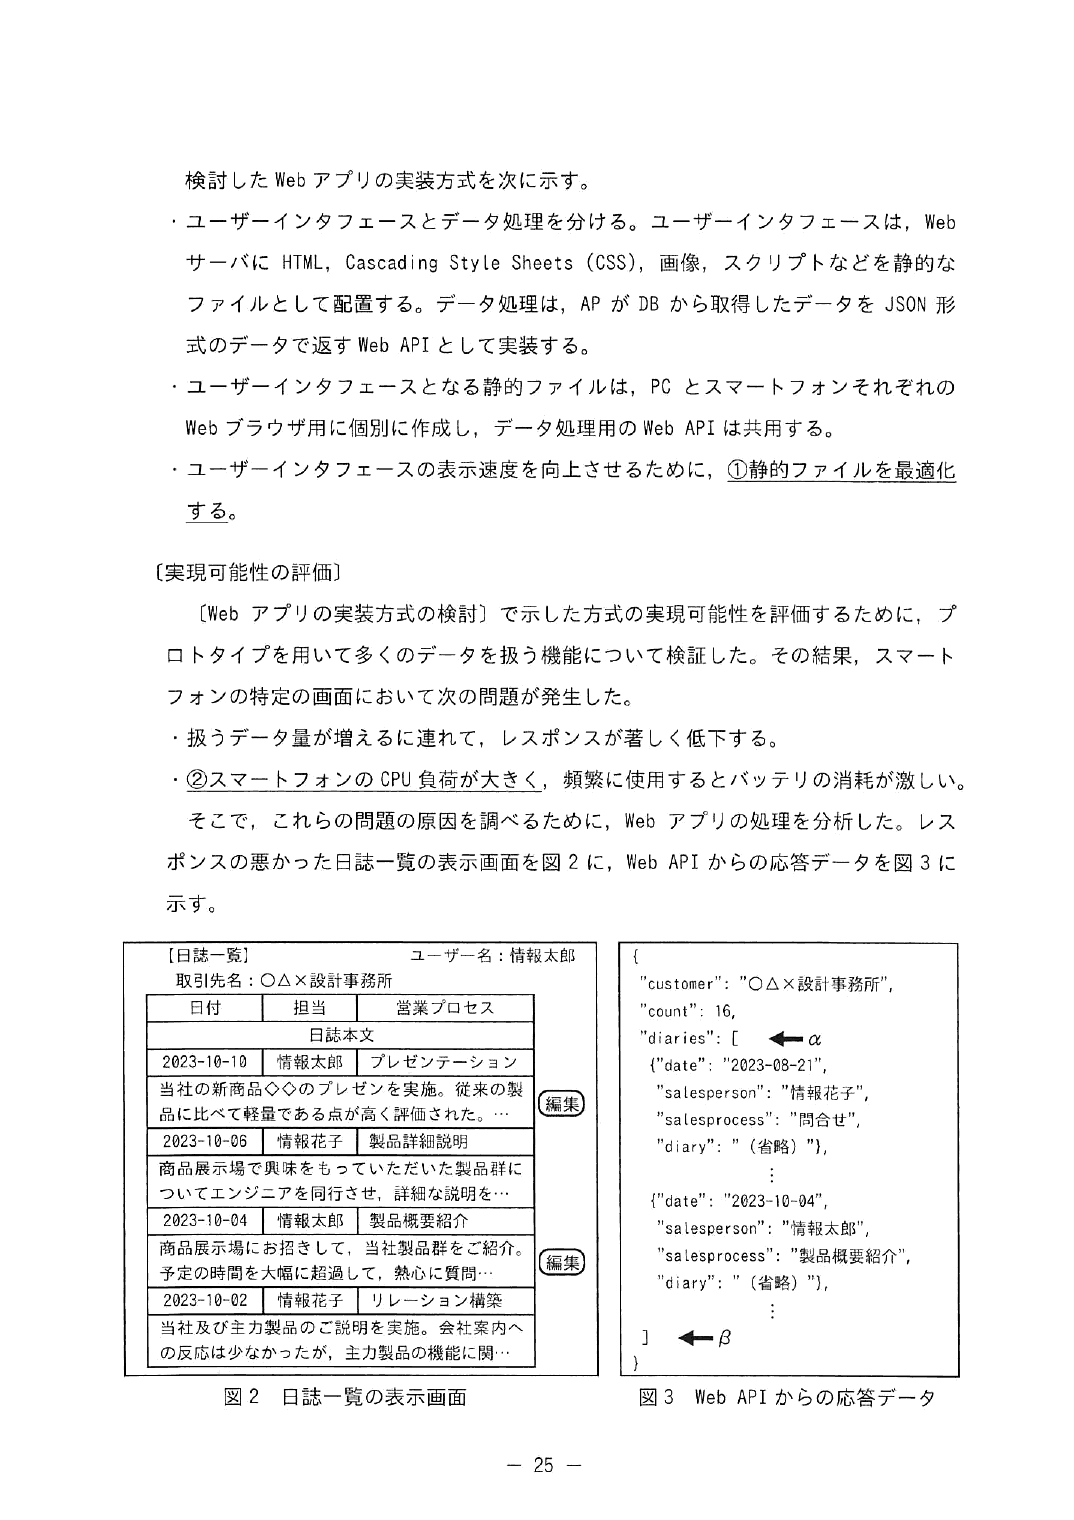 検討した Web アプリの実装方式を次に示す。
・ユーザーインタフェースとデータ処理を分ける。ユーザーインタフェースは，Web
サーバに HTML，Cascading Style Sheets（CSS），画像，スクリプトなどを静的な
ファイルとして配置する。データ処理は，AP が DB から取得したデータを JSON 形
式のデータで返す Web API として実装する。
・ユーザーインタフェースとなる静的ファイルは，PC とスマートフォンそれぞれの
Web ブラウザ用に個別に作成し，データ処理用の Web API は共用する。
・ユーザーインタフェースの表示速度を向上させるために，①静的ファイルを最適化
する。
〔実現可能性の評価〕
〔Web アプリの実装方式の検討〕で示した方式の実現可能性を評価するために，プ
ロトタイプを用いて多くのデータを扱う機能について検証した。その結果，スマート
フォンの特定の画面において次の問題が発生した。
・扱うデータ量が増えるに連れて，レスポンスが著しく低下する。
・②スマートフォンの CPU 負荷が大きく，頻繁に使用するとバッテリの消耗が激しい。
そこで，これらの問題の原因を調べるために，Web アプリの処理を分析した。レス
ポンスの悪かった日誌一覧の表示画面を図 2 に，Web API からの応答データを図 3 に
示す。
【日誌一覧】 ユーザー名：情報太郎
取引先名：○△×設計事務所
日付 担当 営業プロセス
日誌本文
2023-10-10 情報太郎 プレゼンテーション
当社の新商品◇◇のプレゼンを実施。従来の製
品に比べて軽量である点が高く評価された。…
編集
2023-10-06 情報花子 製品詳細説明
商品展示場で興味をもっていただいた製品群に
ついてエンジニアを同行させ，詳細な説明を…
2023-10-04 情報太郎 製品概要紹介
商品展示場にお招きして，当社製品群をご紹介。
予定の時間を大幅に超過して，熱心に質問…
編集
2023-10-02 情報花子 リレーション構築
当社及び主力製品のご説明を実施。会社案内へ
の反応は少なかったが，主力製品の機能に関…
図 2　日誌一覧の表示画面
{
"customer": "○△×設計事務所",
"count": 16,
"diaries": [ ← α
{"date": "2023-08-21",
"salesperson": "情報花子",
"salesprocess": "問合せ",
"diary": "（省略）"},
⋮
{"date": "2023-10-04",
"salesperson": "情報太郎",
"salesprocess": "製品概要紹介",
"diary": "（省略）"},
⋮
] ← β
}
図 3　Web API からの応答データ
― 25 ―